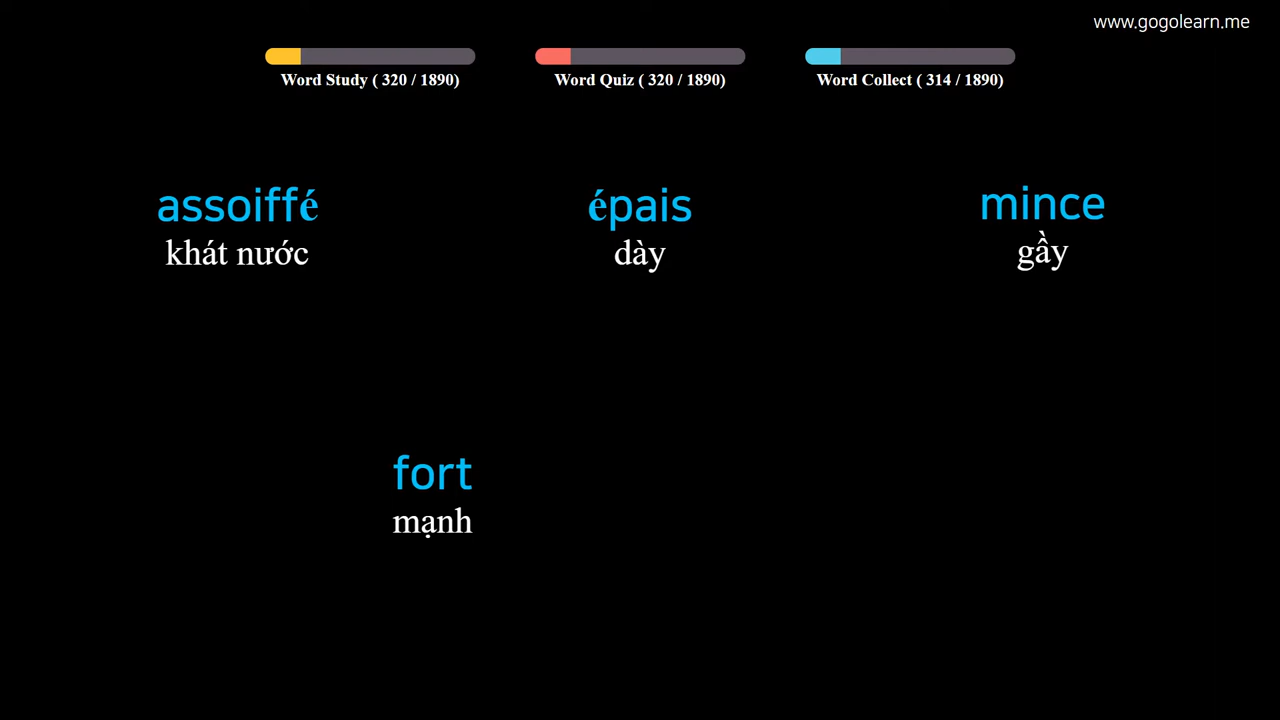 www.gogolearn.me
Word Study ( 320 / 1890)
Word Quiz ( 320 / 1890)
Word Collect ( 314 / 1890)
assoiffé
khát nước
épais
dày
mince
gầy
fort
mạnh